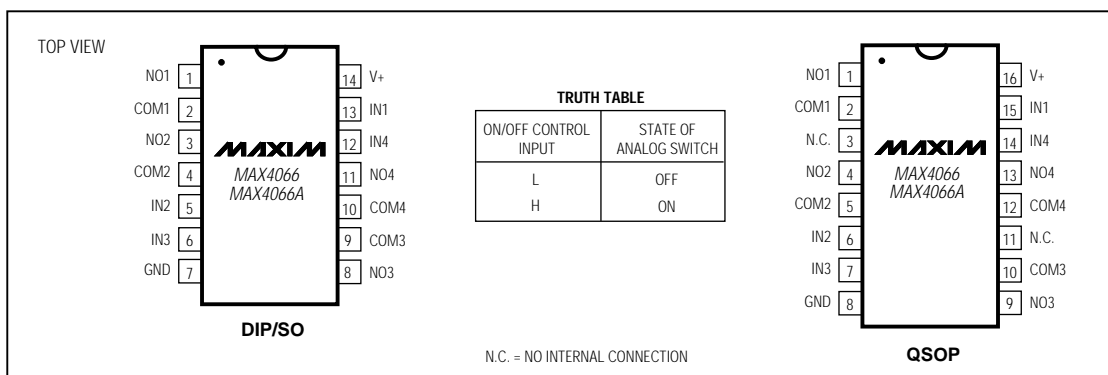 TOP VIEW
NO1 1
COM1 2
NO2 3
COM2 4
IN2 5
IN3 6
GND 7
14 V+
13 IN1
12 IN4
11 NO4
10 COM4
9 COM3
8 NO3
MAXIM
MAX4066
MAX4066A
DIP/SO
TRUTH TABLE
ON/OFF CONTROL INPUT STATE OF ANALOG SWITCH
L OFF
H ON
N.C. = NO INTERNAL CONNECTION
NO1 1
COM1 2
N.C. 3
NO2 4
COM2 5
IN2 6
IN3 7
GND 8
16 V+
15 IN1
14 IN4
13 NO4
12 COM4
11 N.C.
10 COM3
9 NO3
MAXIM
MAX4066
MAX4066A
QSOP